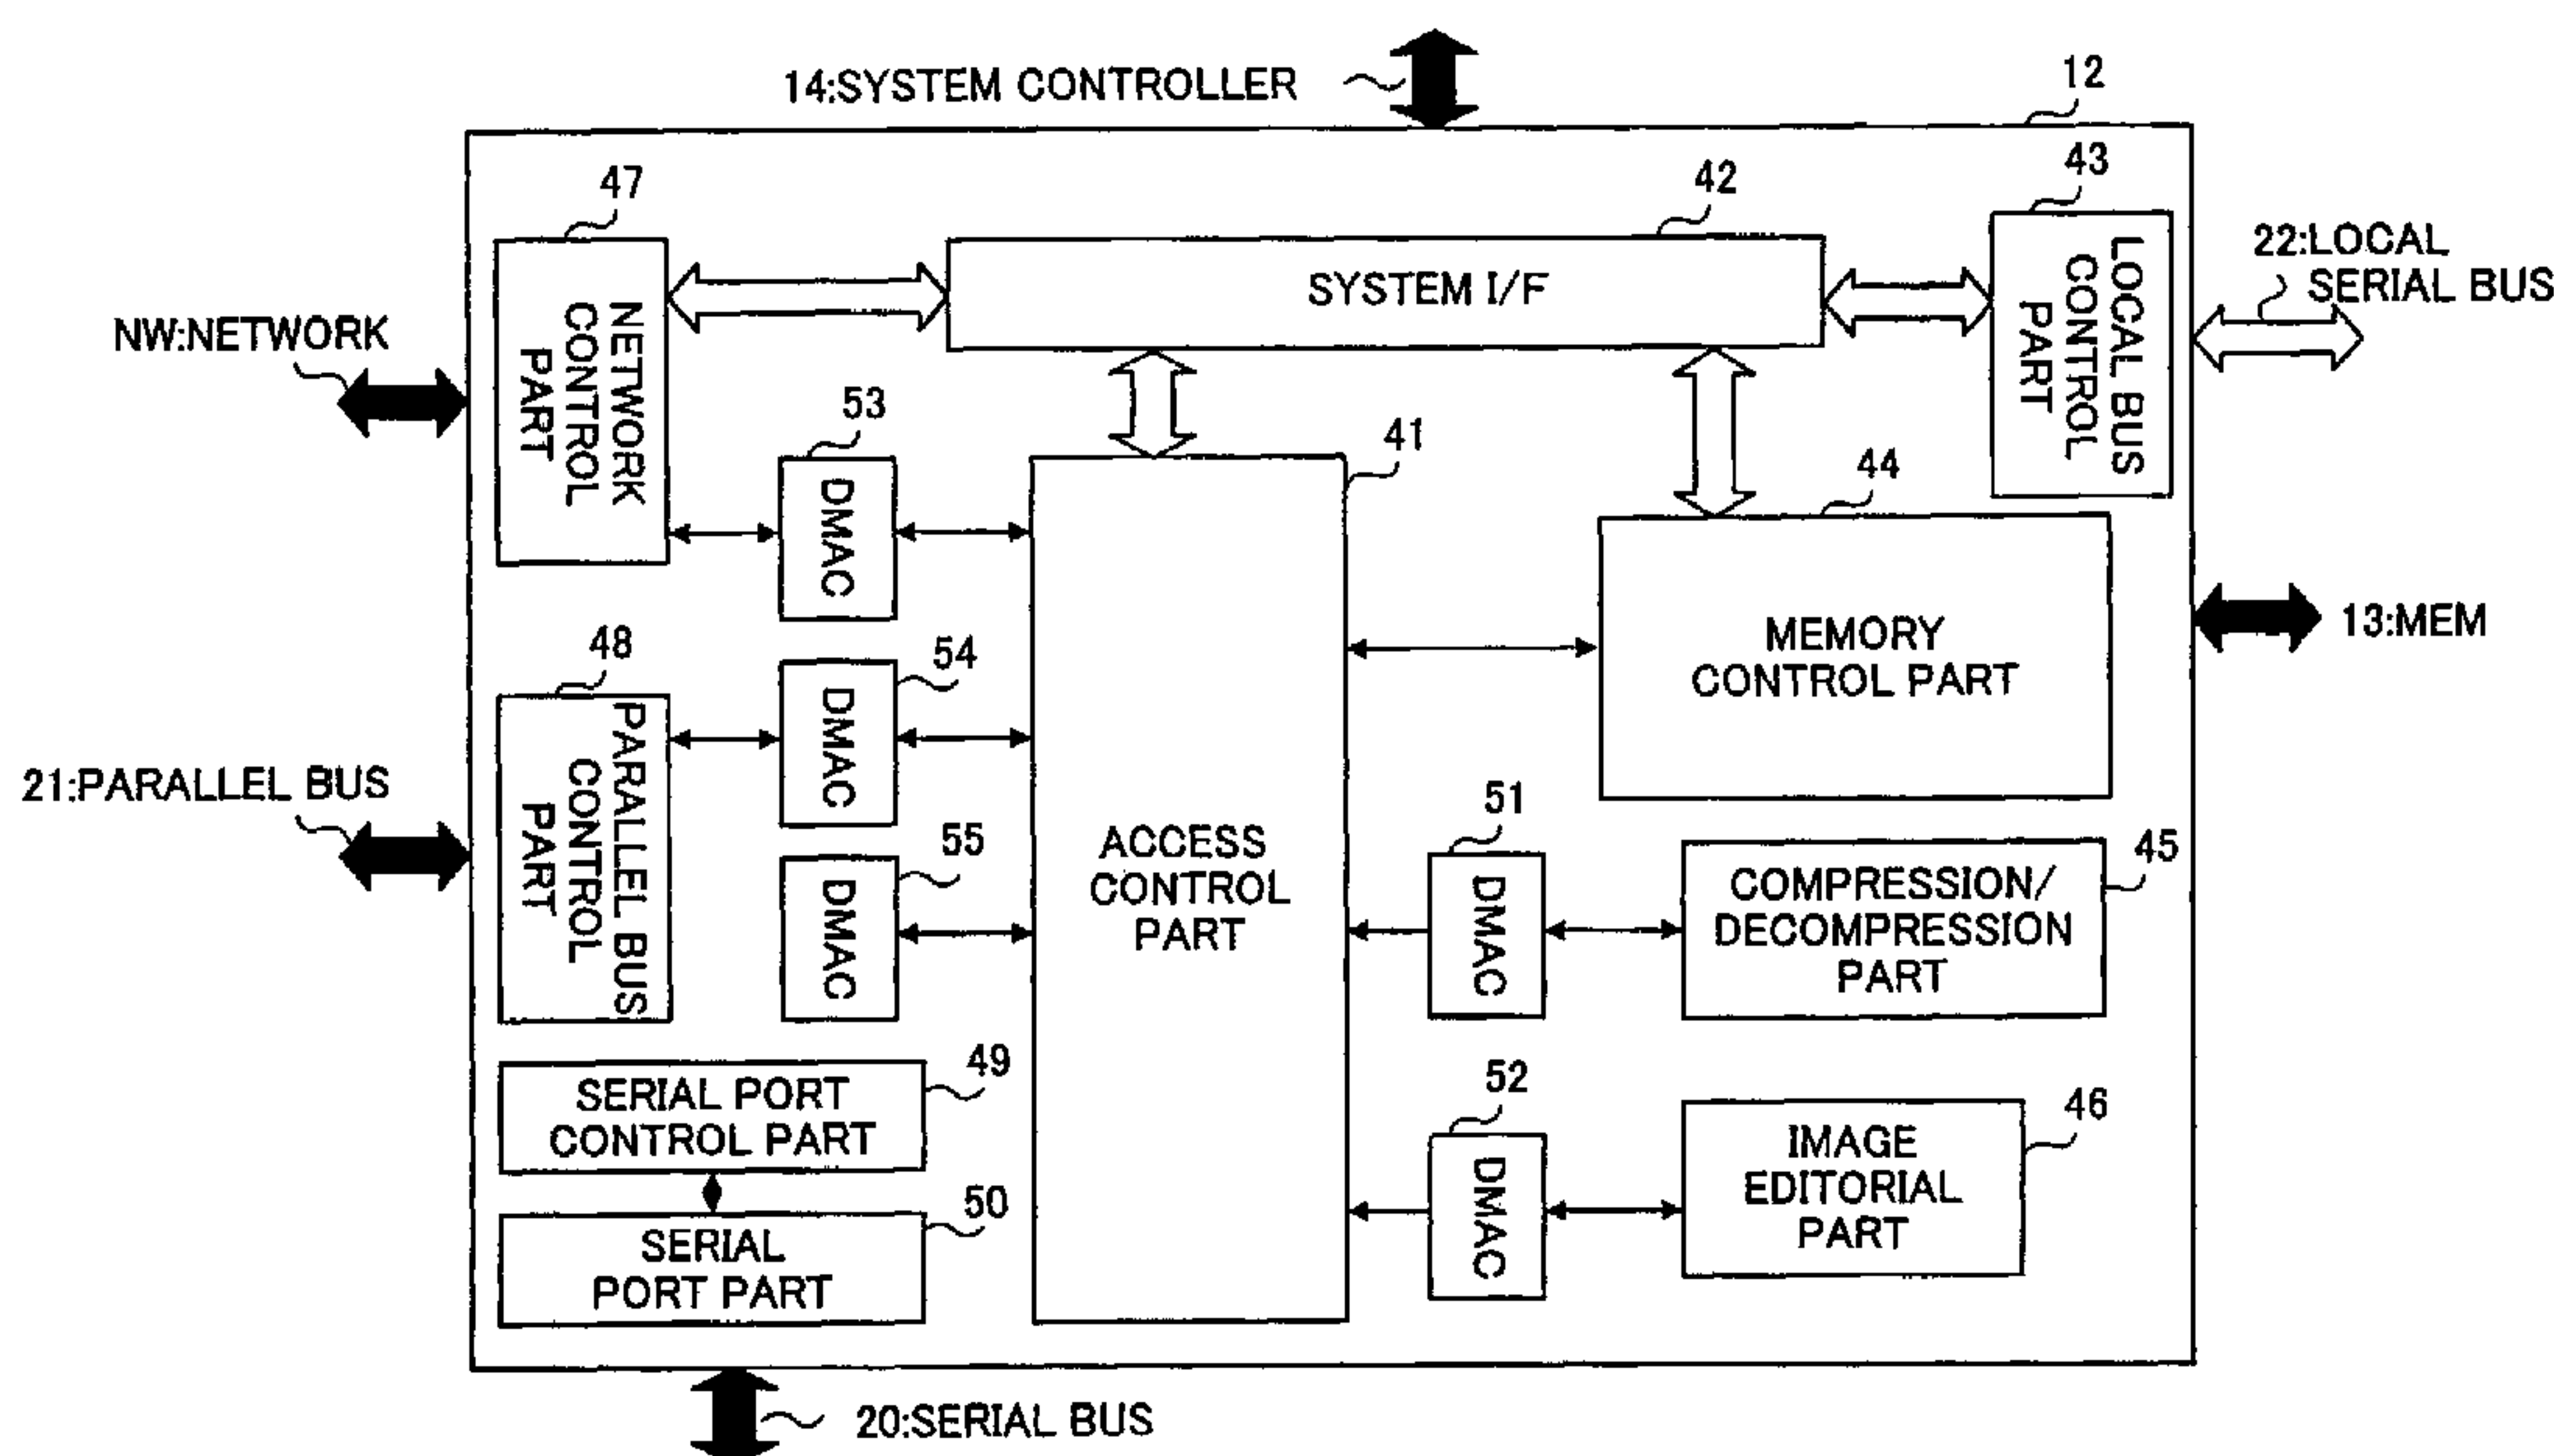 14:SYSTEM CONTROLLER
12
47
42
43
NETWORK
CONTROL
PART
SYSTEM I/F
LOCAL BUS
CONTROL
PART
22:LOCAL
SERIAL BUS
NW:NETWORK
53
DMAC
41
44
48
54
DMAC
MEMORY
CONTROL PART
13:MEM
PARALLEL BUS
CONTROL
PART
21:PARALLEL BUS
55
DMAC
ACCESS
CONTROL
PART
51
DMAC
45
COMPRESSION/
DECOMPRESSION
PART
49
SERIAL PORT
CONTROL PART
52
DMAC
46
IMAGE
EDITORIAL
PART
50
SERIAL
PORT PART
20:SERIAL BUS